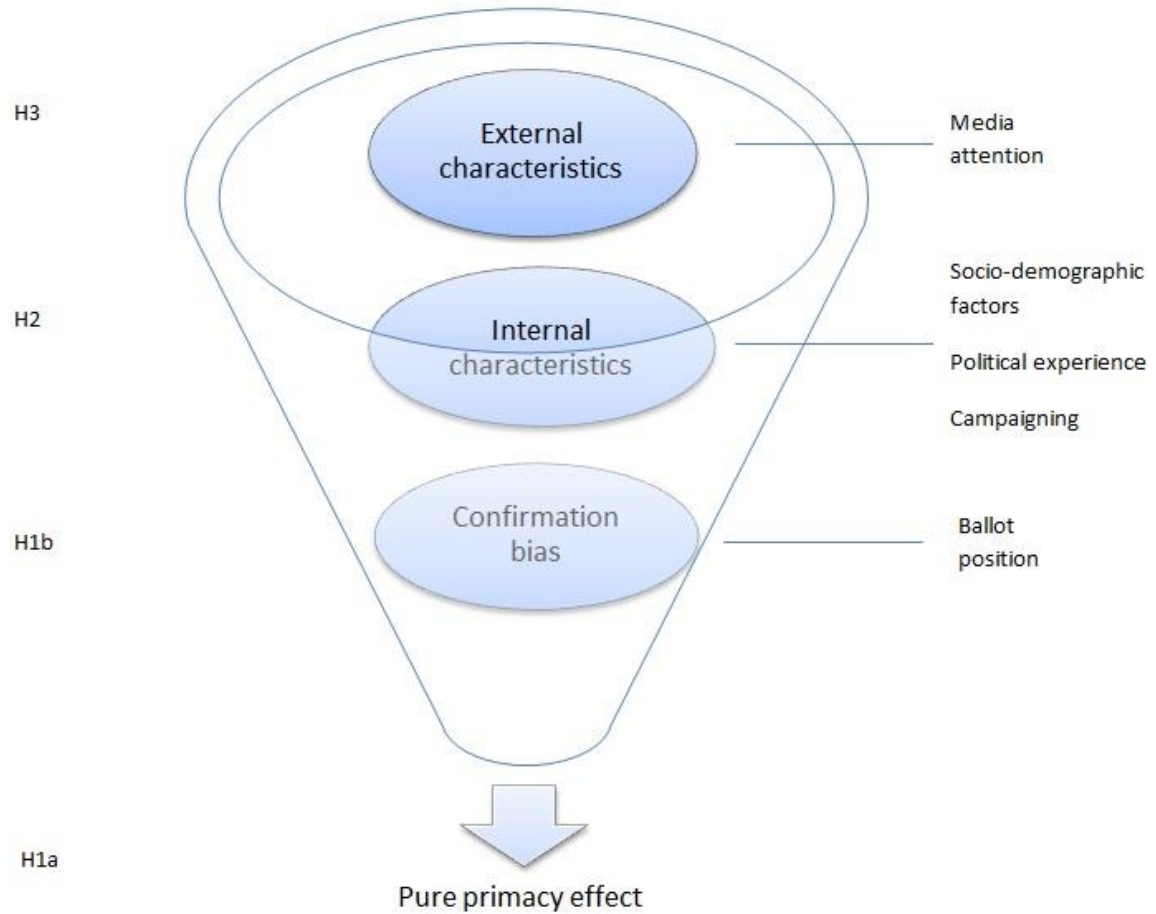 H3
External
characteristics
Media
attention
H2
Internal
characteristics
Socio-demographic
factors
Political experience
Campaigning
H1b
Confirmation
bias
Ballot
position
H1a
Pure primacy effect